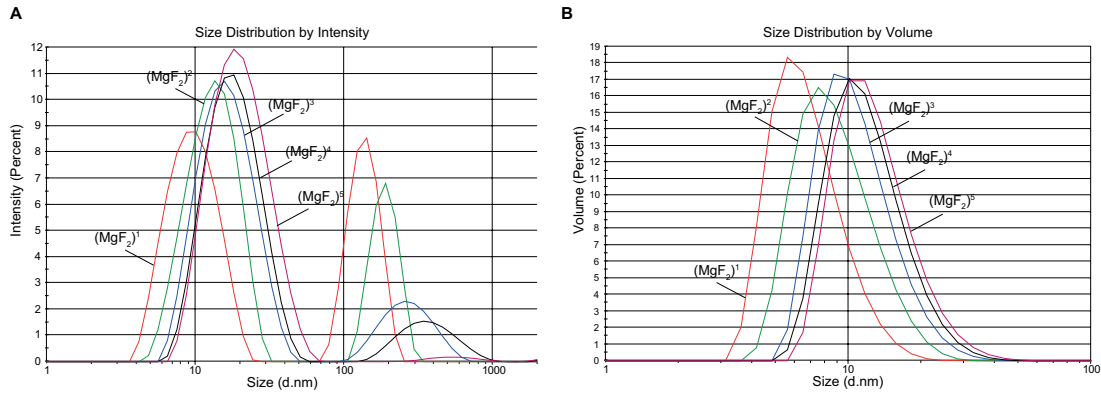 A
Size Distribution by Intensity
Intensity (Percent)
12
11
10
9
8
7
6
5
4
3
2
1
0
(MgF₂)²
(MgF₂)³
(MgF₂)⁴
(MgF₂)⁵
(MgF₂)¹
1
10
100
1000
Size (d.nm)
B
Size Distribution by Volume
Volume (Percent)
19
18
17
16
15
14
13
12
11
10
9
8
7
6
5
4
3
2
1
0
(MgF₂)²
(MgF₂)³
(MgF₂)⁴
(MgF₂)⁵
(MgF₂)¹
1
10
100
Size (d.nm)